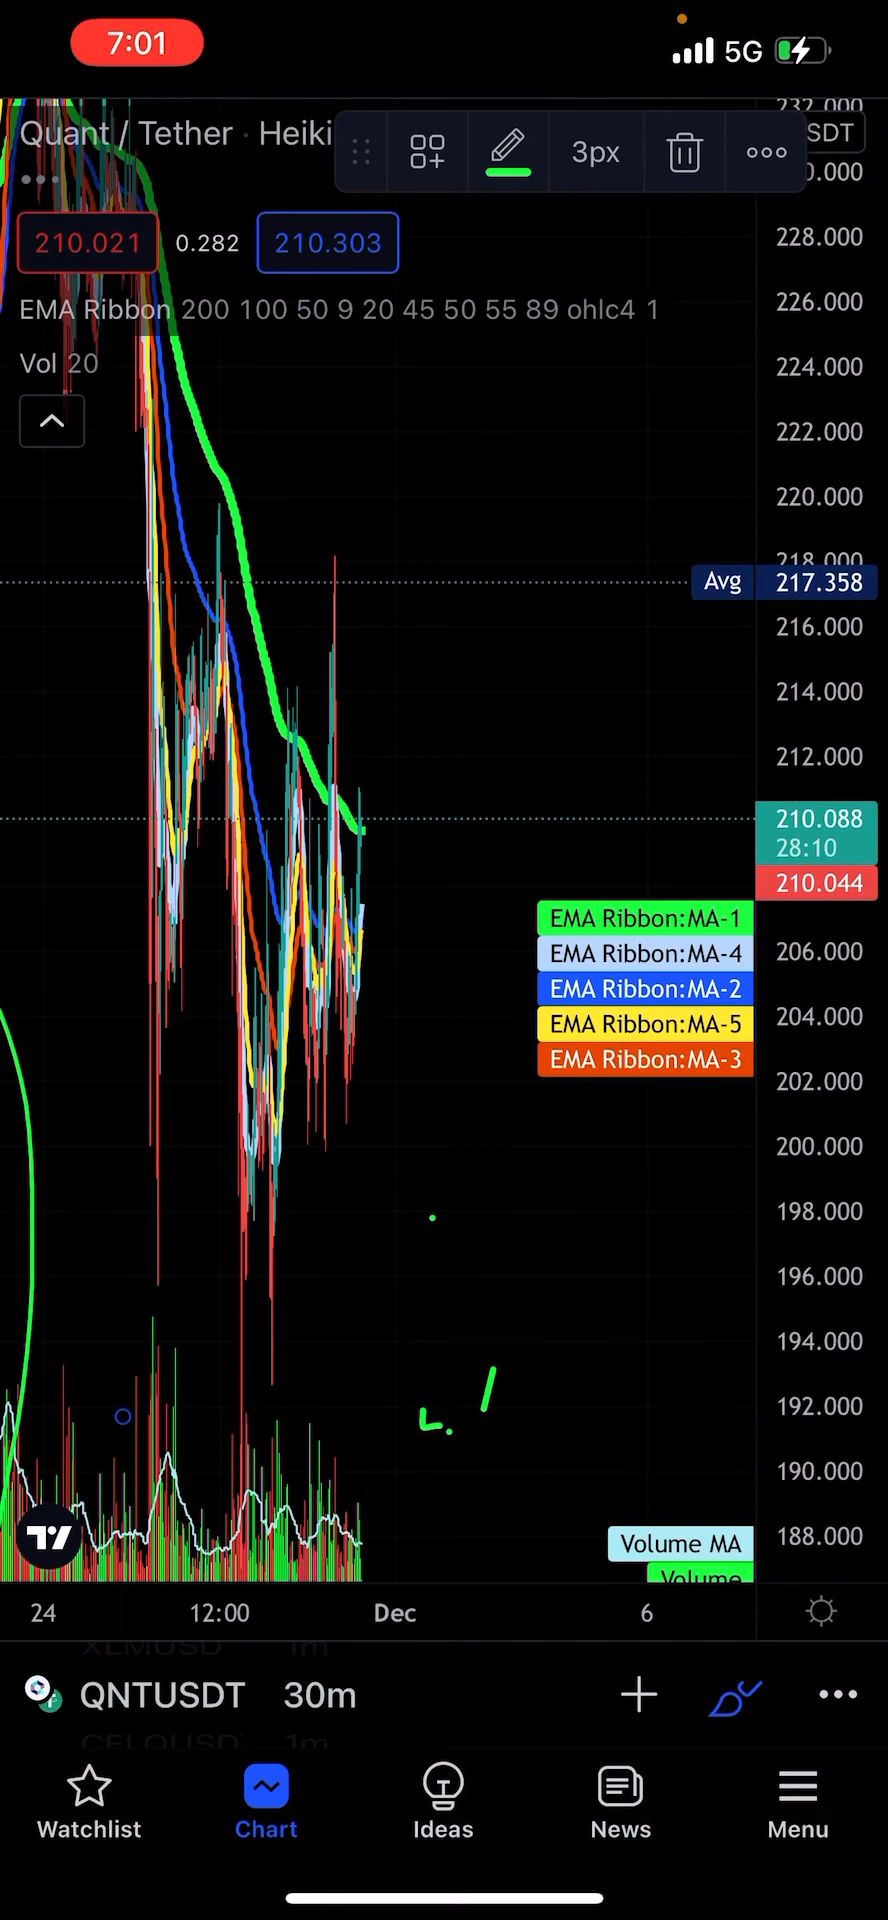 7:01
5G
232.000
Quant / Tether · Heiki
3px
SDT
0.000
228.000
210.021
0.282
210.303
EMA Ribbon 200 100 50 9 20 45 50 55 89 ohlc4 1
226.000
Vol 20
224.000
222.000
220.000
218.000
Avg
217.358
216.000
214.000
212.000
210.088
28:10
210.044
EMA Ribbon:MA-1
EMA Ribbon:MA-4
206.000
EMA Ribbon:MA-2
EMA Ribbon:MA-5
204.000
EMA Ribbon:MA-3
202.000
200.000
198.000
196.000
194.000
192.000
190.000
188.000
Volume MA
Volume
24
12:00
Dec
6
XLMUSD 1m
QNTUSDT 30m
CELOUSD 1m
Watchlist
Chart
Ideas
News
Menu